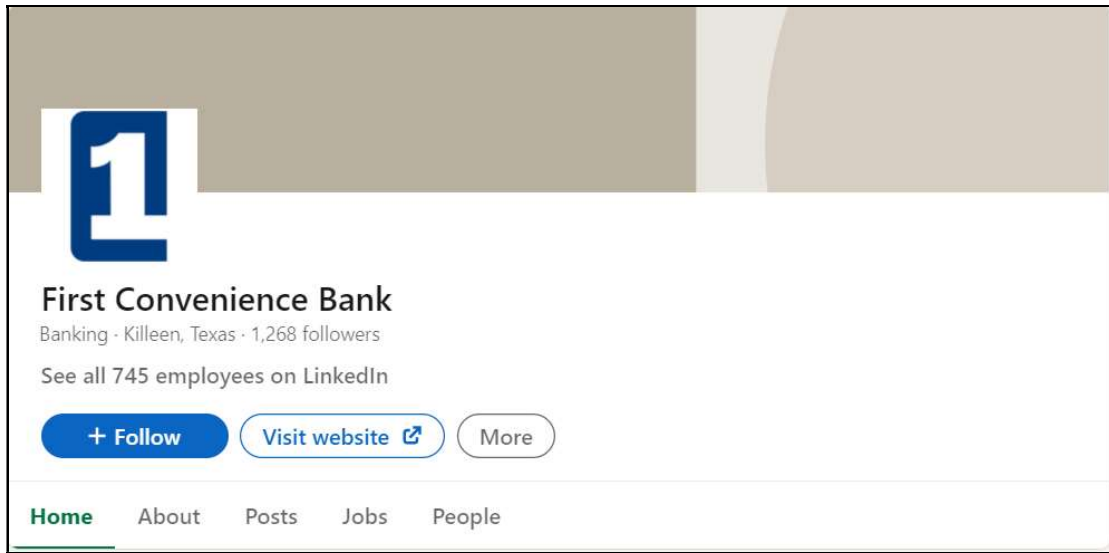 1
First Convenience Bank
Banking · Killeen, Texas · 1,268 followers
See all 745 employees on LinkedIn
+ Follow Visit website More
Home About Posts Jobs People